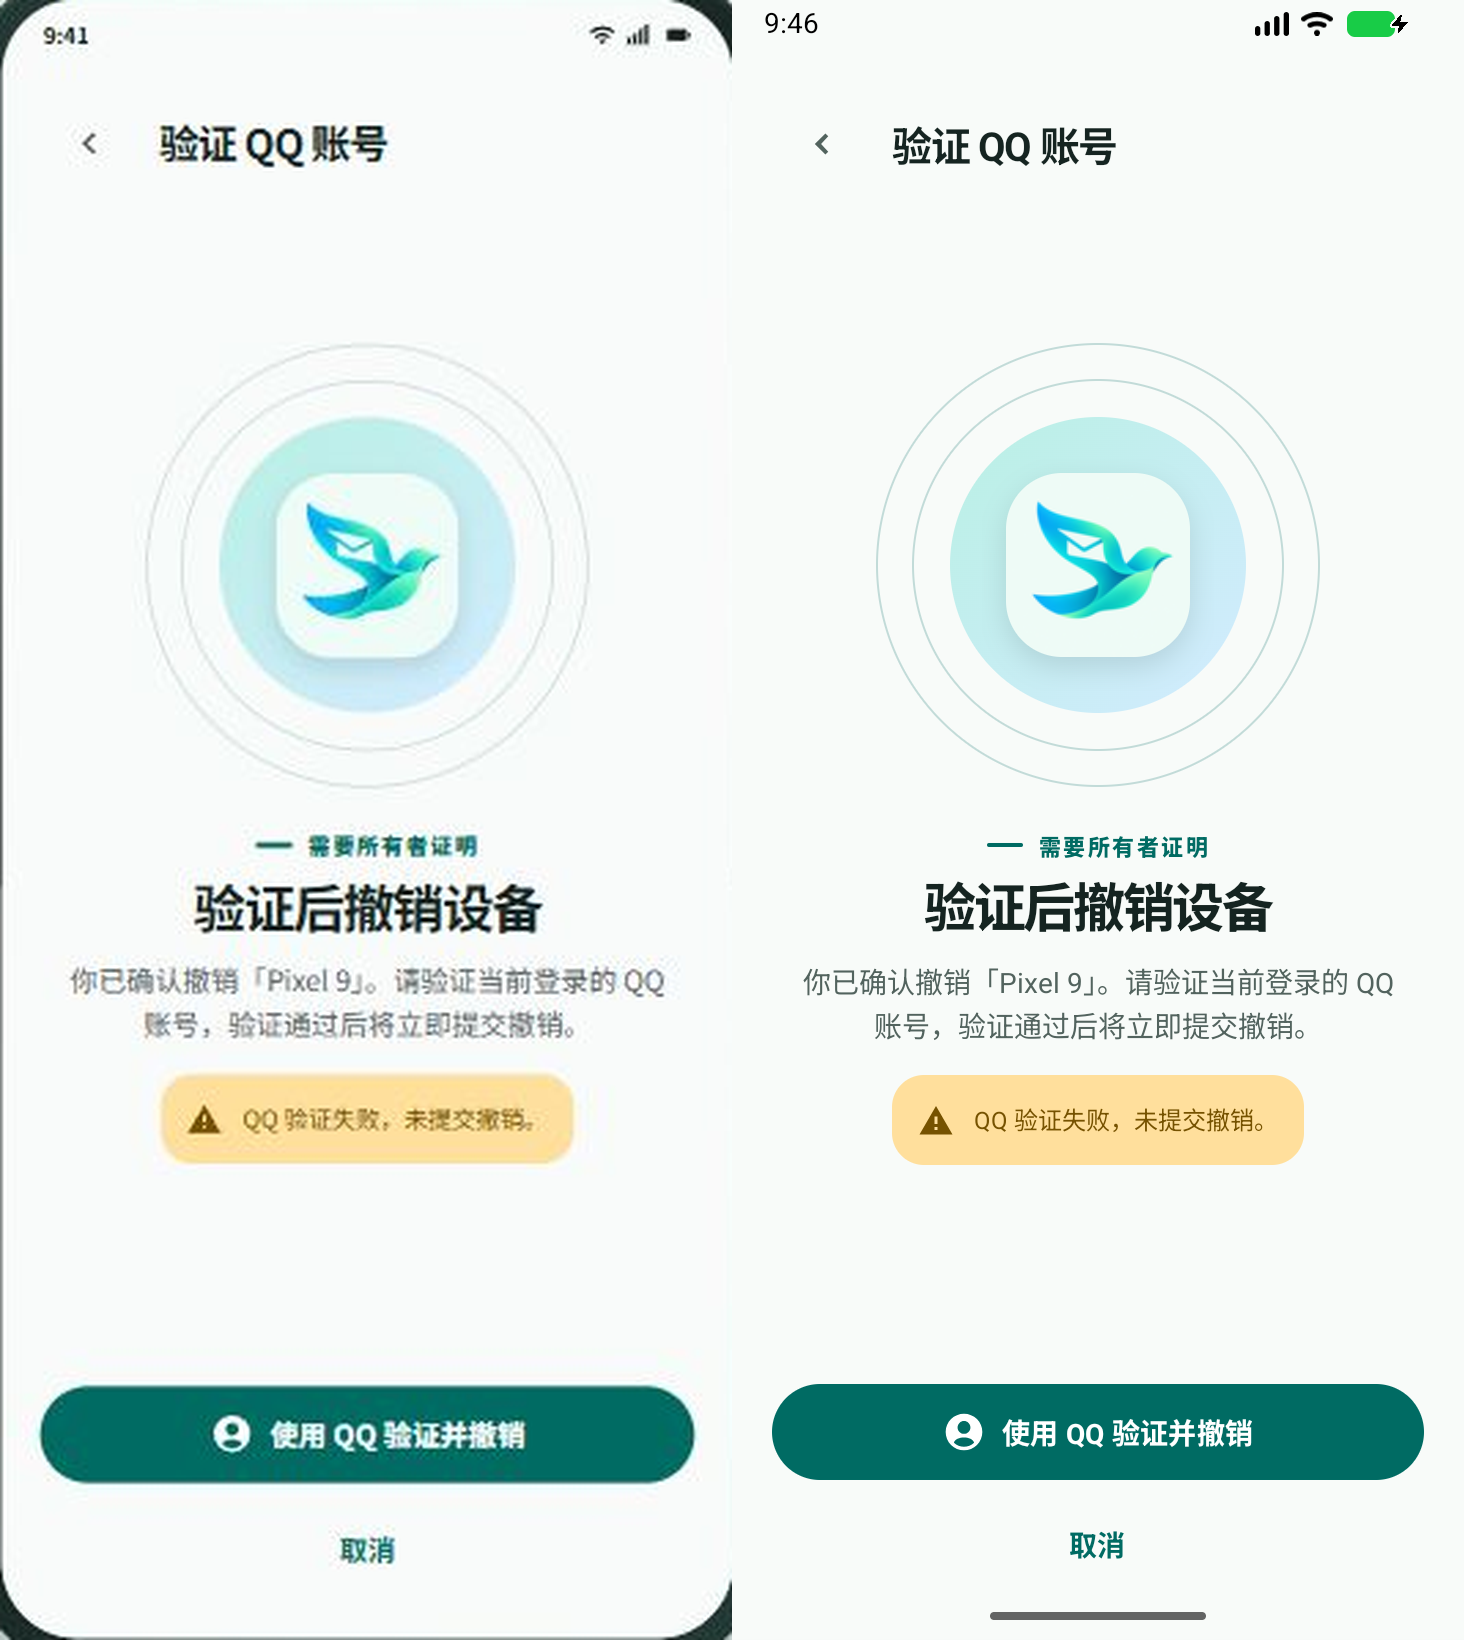 9:41
验证 QQ 账号
需要所有者证明
验证后撤销设备
你已确认撤销「Pixel 9」。请验证当前登录的 QQ
账号，验证通过后将立即提交撤销。
QQ 验证失败，未提交撤销。
使用 QQ 验证并撤销
取消
9:46
验证 QQ 账号
需要所有者证明
验证后撤销设备
你已确认撤销「Pixel 9」。请验证当前登录的 QQ
账号，验证通过后将立即提交撤销。
QQ 验证失败，未提交撤销。
使用 QQ 验证并撤销
取消